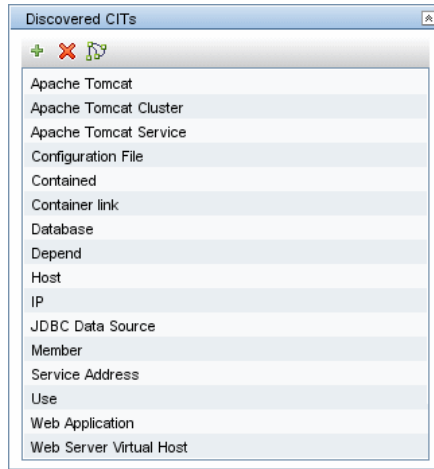 Discovered CITs
Apache Tomcat
Apache Tomcat Cluster
Apache Tomcat Service
Configuration File
Contained
Container link
Database
Depend
Host
IP
JDBC Data Source
Member
Service Address
Use
Web Application
Web Server Virtual Host